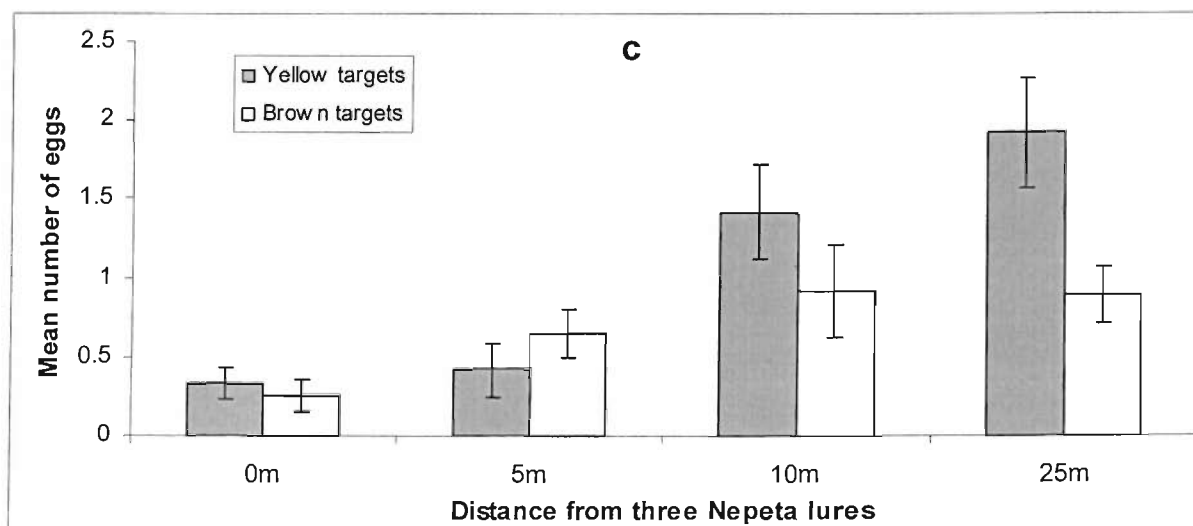 C
Yellow targets
Brown targets
Mean number of eggs
2.5
2
1.5
1
0.5
0
0m 5m 10m 25m
Distance from three Nepeta lures